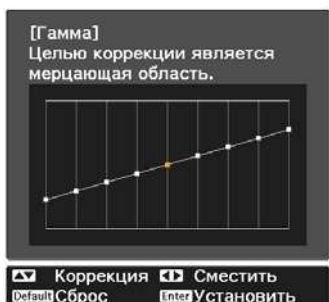 [Гамма]
Целью коррекции является
мерцающая область.
Коррекция Сместить
Default Сброс Enter Установить